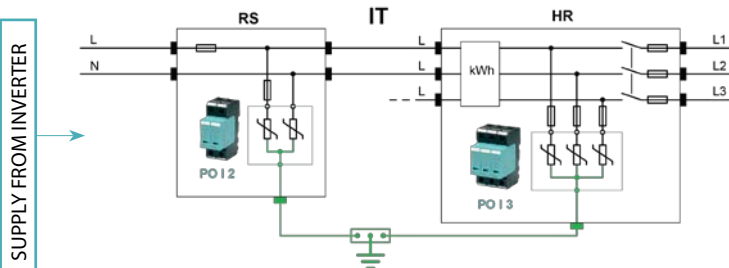 SUPPLY FROM INVERTER
RS
IT
HR
L
L
L1
N
L
L2
L
L3
kWh
PO I 2
PO I 3